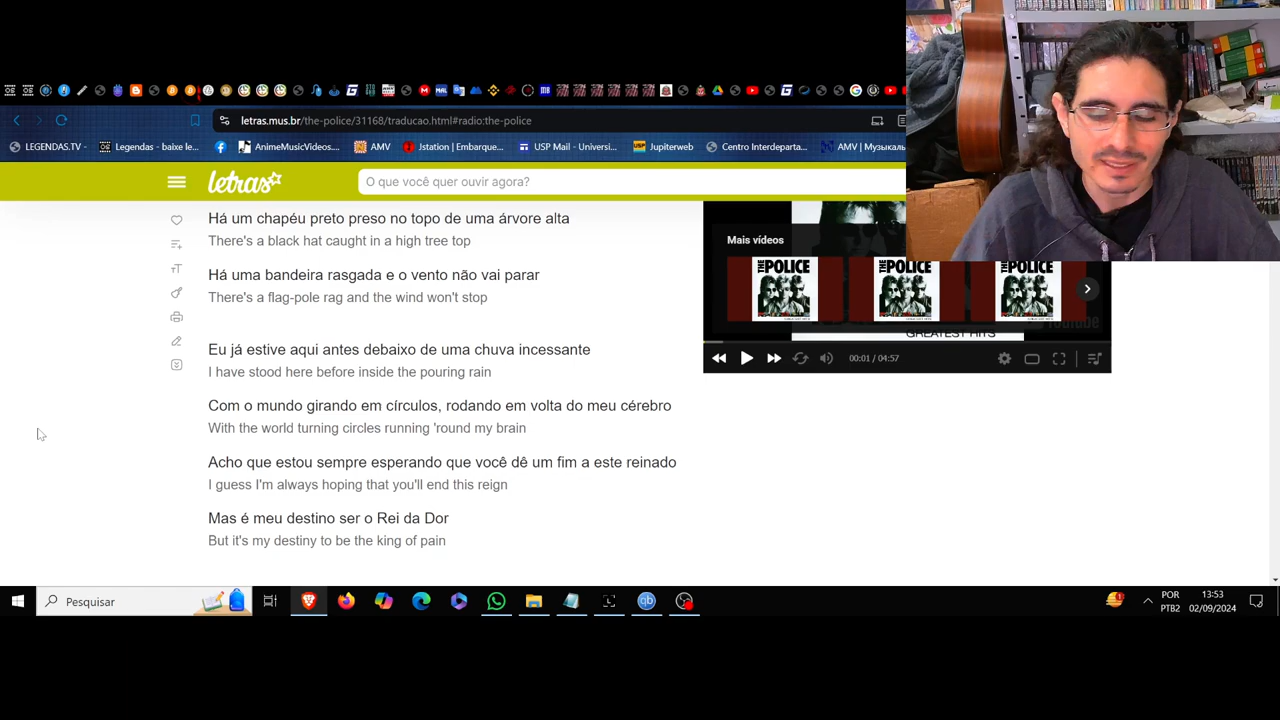 letras.mus.br/the-police/31168/traducao.html#radio:the-police
LEGENDAS.TV -
Legendas - baixe le...
AnimeMusicVideos....
AMV
Jstation | Embarque...
USP Mail - Universi...
Jupiterweb
Centro Interdeparta...
AMV | Музыкаль
letras
O que você quer ouvir agora?
Há um chapéu preto preso no topo de uma árvore alta
There's a black hat caught in a high tree top
Há uma bandeira rasgada e o vento não vai parar
There's a flag-pole rag and the wind won't stop
Eu já estive aqui antes debaixo de uma chuva incessante
I have stood here before inside the pouring rain
Com o mundo girando em círculos, rodando em volta do meu cérebro
With the world turning circles running 'round my brain
Acho que estou sempre esperando que você dê um fim a este reinado
I guess I'm always hoping that you'll end this reign
Mas é meu destino ser o Rei da Dor
But it's my destiny to be the king of pain
Mais vídeos
THE POLICE
THE POLICE
THE POLICE
GREATEST HITS
YouTube
00:01 / 04:57
Pesquisar
POR
PTB2
13:53
02/09/2024